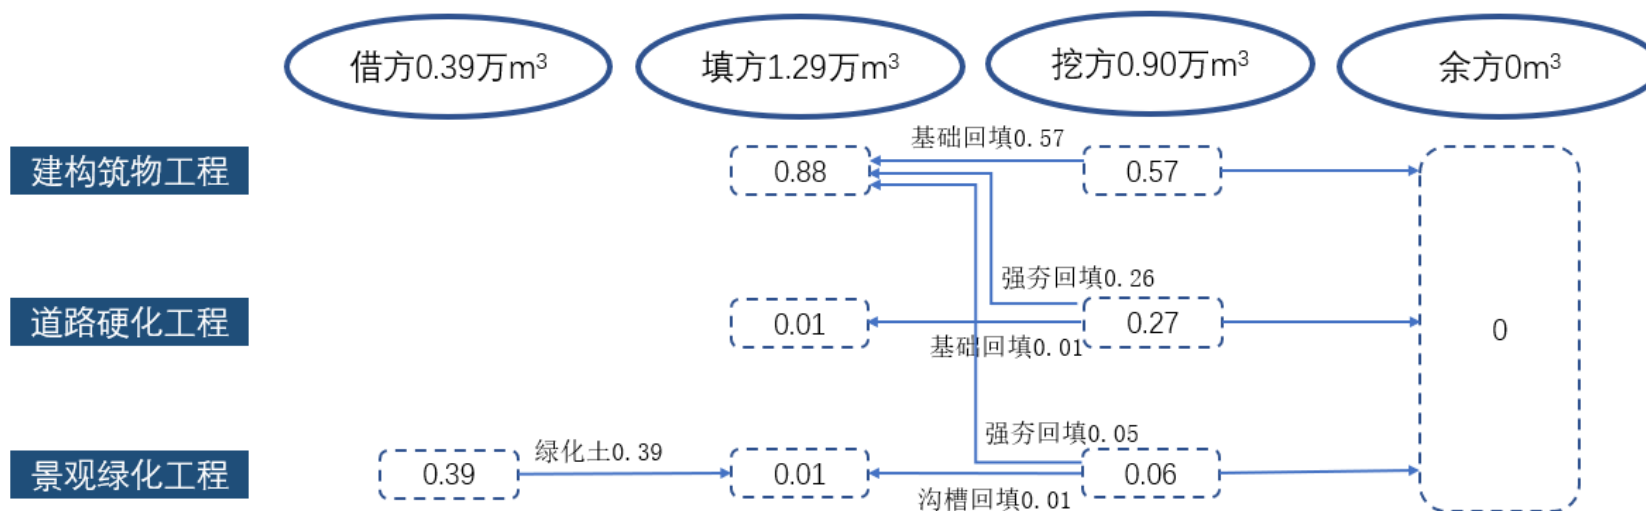 借方0.39万m³ 填方1.29万m³ 挖方0.90万m³ 余方0m³
基础回填0.57
建构筑物工程 0.88 0.57
强夯回填0.26
道路硬化工程 0.01 0.27 0
基础回填0.01
强夯回填0.05
绿化土0.39
景观绿化工程 0.39 0.01 0.06
沟槽回填0.01